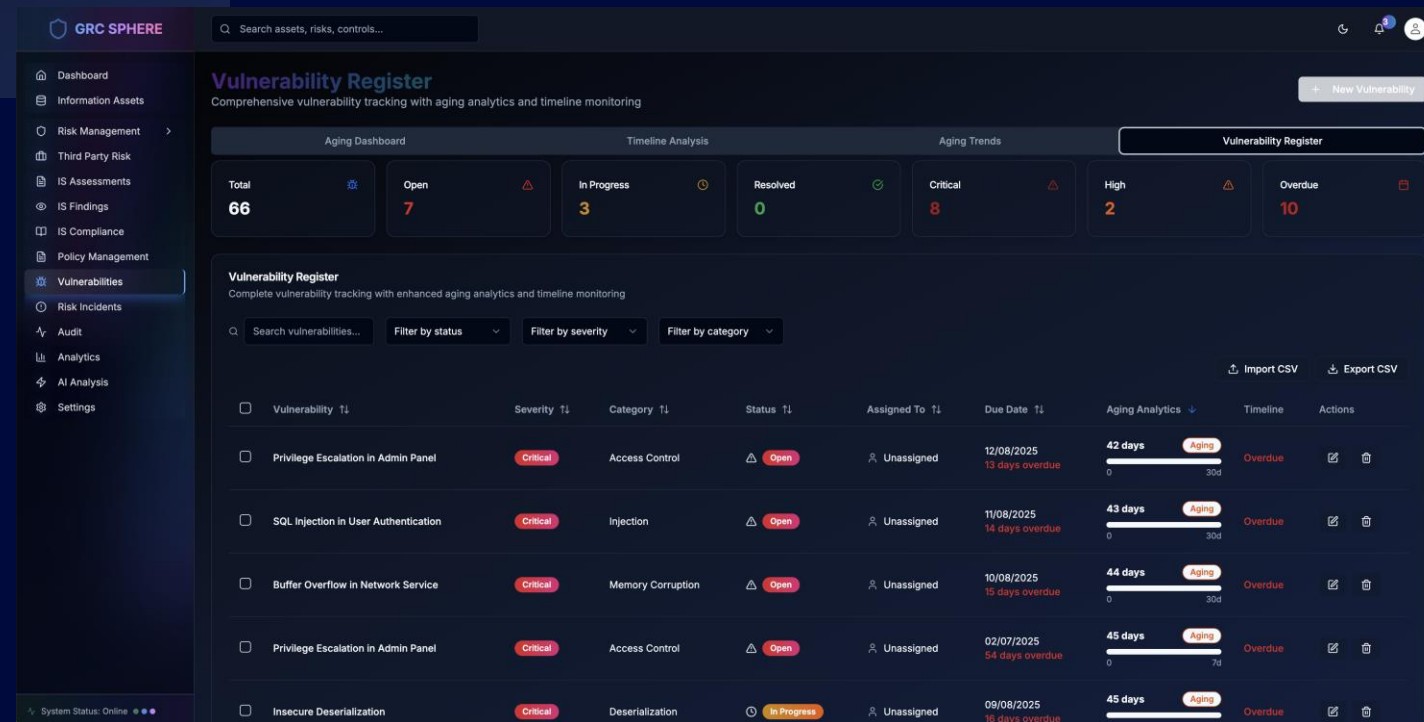 GRC SPHERE
Search assets, risks, controls...
3
Dashboard
Information Assets
Risk Management
Third Party Risk
IS Assessments
IS Findings
IS Compliance
Policy Management
Vulnerabilities
Risk Incidents
Audit
Analytics
AI Analysis
Settings
System Status: Online
Vulnerability Register
Comprehensive vulnerability tracking with aging analytics and timeline monitoring
+ New Vulnerability
Aging Dashboard Timeline Analysis Aging Trends Vulnerability Register
Total Open In Progress Resolved Critical High Overdue
66 7 3 0 8 2 10
Vulnerability Register
Complete vulnerability tracking with enhanced aging analytics and timeline monitoring
Search vulnerabilities... Filter by status Filter by severity Filter by category
Import CSV Export CSV
Vulnerability Severity Category Status Assigned To Due Date Aging Analytics Timeline Actions
Privilege Escalation in Admin Panel Critical Access Control Open Unassigned 12/08/2025 42 days Aging Overdue
13 days overdue 0 30d
SQL Injection in User Authentication Critical Injection Open Unassigned 11/08/2025 43 days Aging Overdue
14 days overdue 0 30d
Buffer Overflow in Network Service Critical Memory Corruption Open Unassigned 10/08/2025 44 days Aging Overdue
15 days overdue 0 30d
Privilege Escalation in Admin Panel Critical Access Control Open Unassigned 02/07/2025 45 days Aging Overdue
54 days overdue 0 7d
Insecure Deserialization Critical Deserialization In Progress Unassigned 09/08/2025 45 days Aging Overdue
16 days overdue